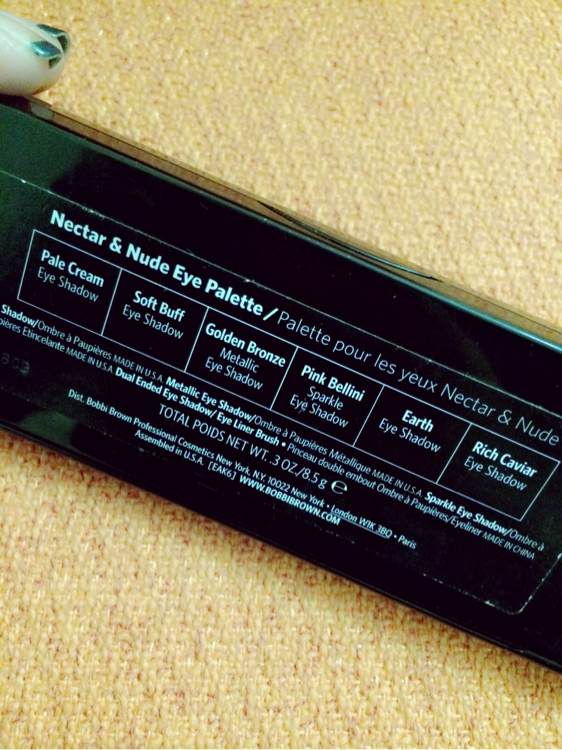 Nectar & Nude Eye Palette / Palette pour les yeux Nectar & Nude
Pale Cream
Eye Shadow
Soft Buff
Eye Shadow
Golden Bronze
Metallic
Eye Shadow
Pink Bellini
Sparkle
Eye Shadow
Earth
Eye Shadow
Rich Caviar
Eye Shadow
Shadow/Ombre à Paupières MADE IN U.S.A. Metallic Eye Shadow/Ombre à Paupières Métallique MADE IN U.S.A. Sparkle Eye Shadow/Ombre à
pières Etincelante MADE IN U.S.A. Dual Ended Eye Shadow/ Eye Liner Brush • Pinceau double embout Ombre à Paupières/Eyeliner MADE IN CHINA
TOTAL POIDS NET WT. .3 OZ./8.5 g ℮
Dist. Bobbi Brown Professional Cosmetics New York, N.Y. 10022 New York • London W1K 3BQ • Paris
Assembled in U.S.A. [EAK6] WWW.BOBBIBROWN.COM